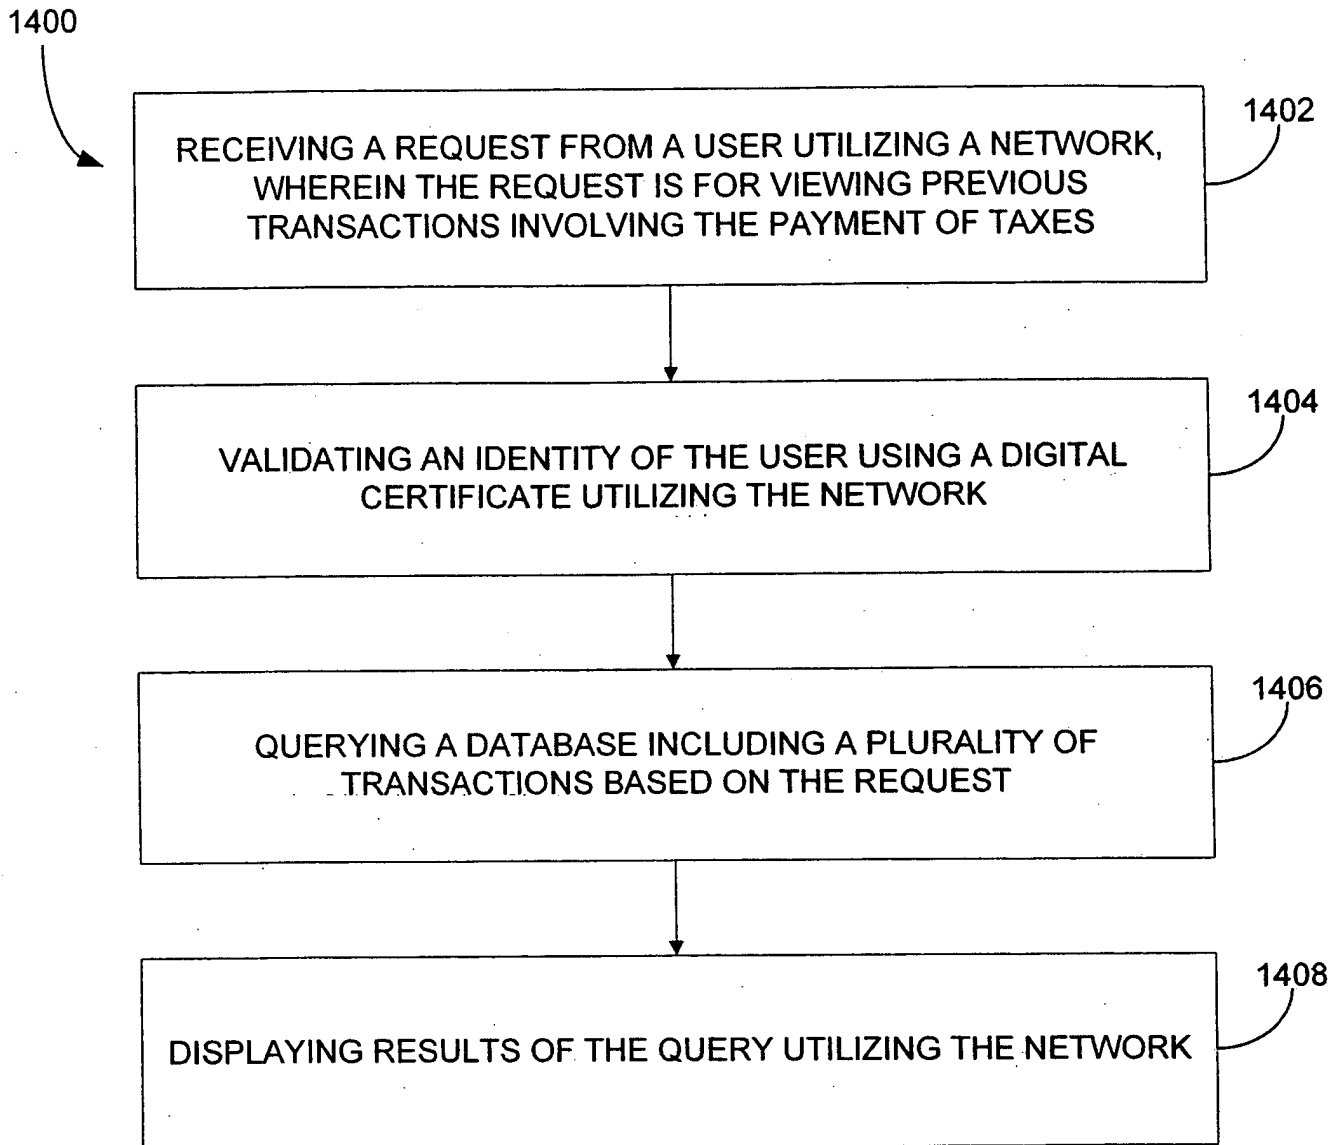 1400
1402
RECEIVING A REQUEST FROM A USER UTILIZING A NETWORK,
WHEREIN THE REQUEST IS FOR VIEWING PREVIOUS
TRANSACTIONS INVOLVING THE PAYMENT OF TAXES
1404
VALIDATING AN IDENTITY OF THE USER USING A DIGITAL
CERTIFICATE UTILIZING THE NETWORK
1406
QUERYING A DATABASE INCLUDING A PLURALITY OF
TRANSACTIONS BASED ON THE REQUEST
1408
DISPLAYING RESULTS OF THE QUERY UTILIZING THE NETWORK